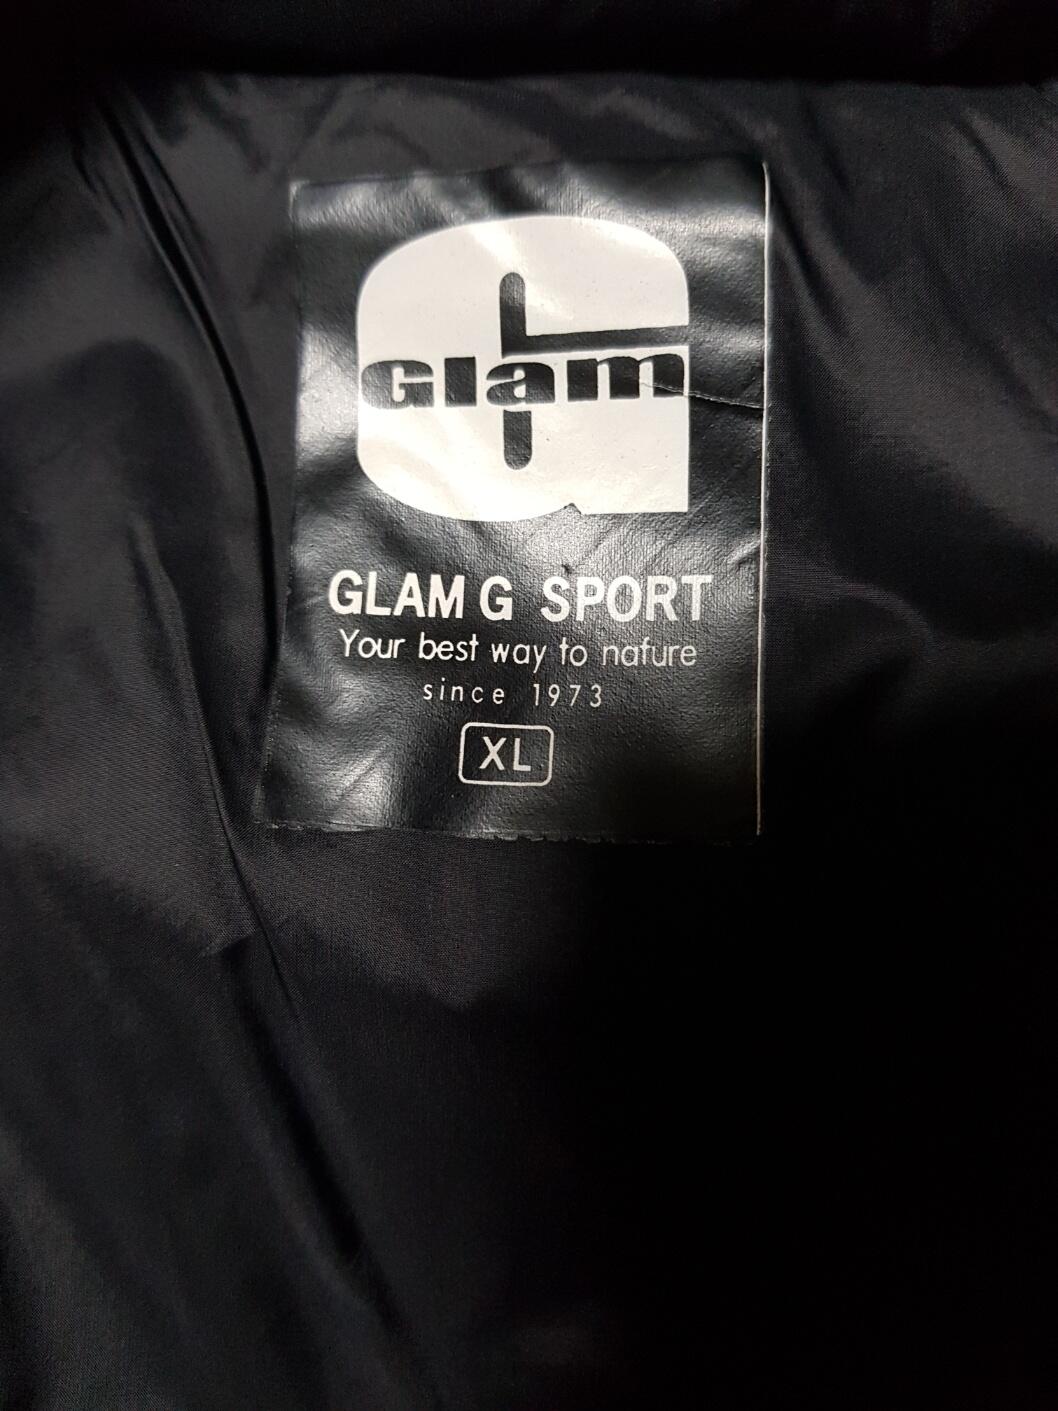 Glam
GLAM G SPORT
Your best way to nature
since 1973
XL